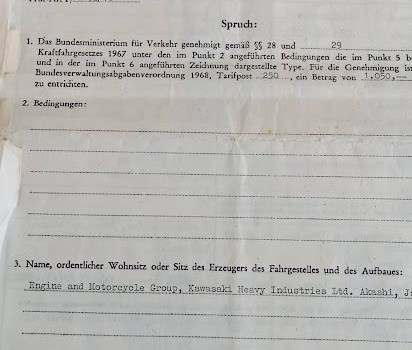 Spruch:
1. Das Bundesministerium für Verkehr genehmigt gemäß §§ 28 und 29
Kraftfahrgesetzes 1967 unter den im Punkt 2 angeführten Bedingungen die im Punkt 5 b
und in der im Punkt 6 angeführten Zeichnung dargestellte Type. Für die Genehmigung ist
Bundesverwaltungsabgabenverordnung 1968, Tarifpost 250, ein Betrag von 1.050,—
zu entrichten.
2. Bedingungen:
3. Name, ordentlicher Wohnsitz oder Sitz des Erzeugers des Fahrgestelles und des Aufbaues:
Engine and Motorcycle Group, Kawasaki Heavy Industries Ltd. Akashi, J